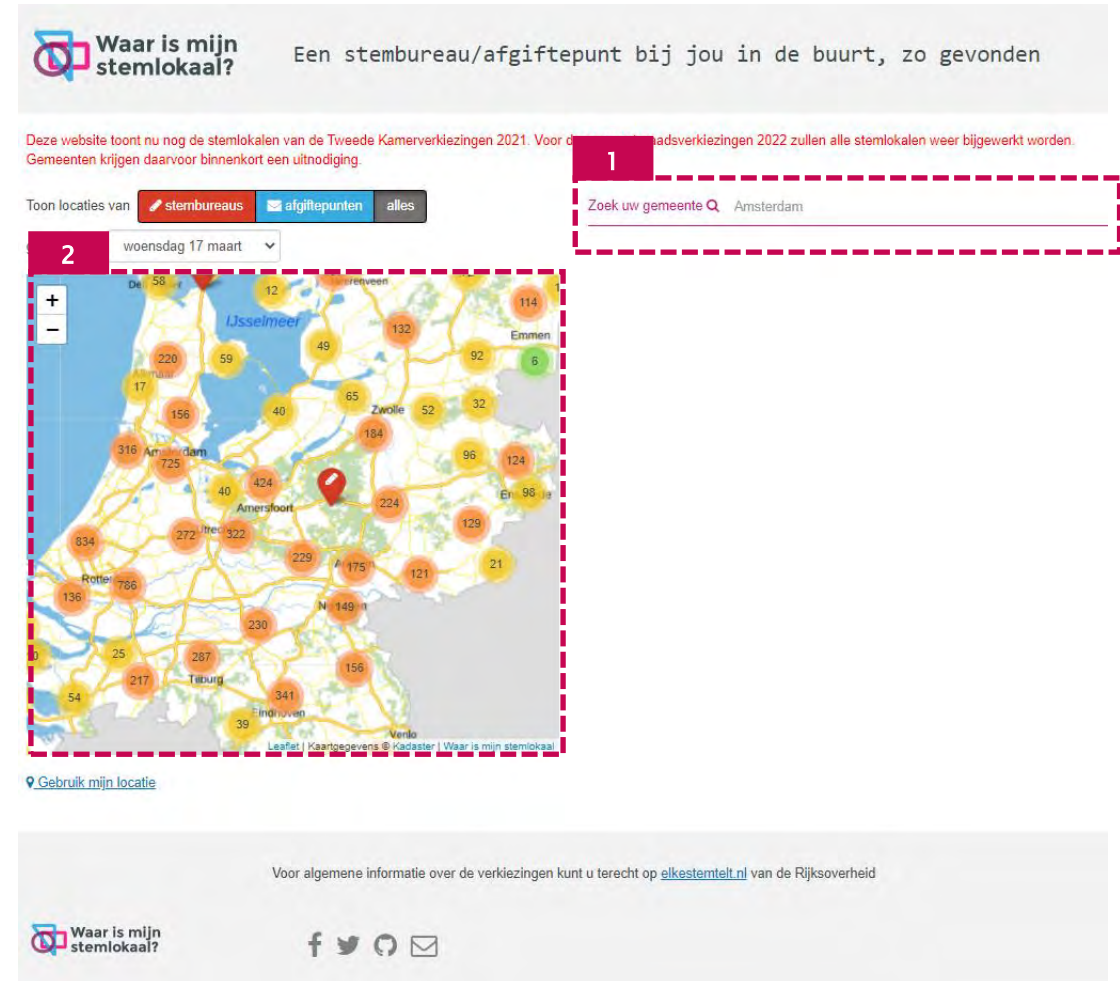 Waar is mijn
stemlokaal?
Een stembureau/afgiftepunt bij jou in de buurt, zo gevonden
Deze website toont nu nog de stemlokalen van de Tweede Kamerverkiezingen 2021. Voor d aadsverkiezingen 2022 zullen alle stemlokalen weer bijgewerkt worden.
Gemeenten krijgen daarvoor binnenkort een uitnodiging.
1
Toon locaties van stembureaus afgiftepunten alles
Zoek uw gemeente Amsterdam
2
woensdag 17 maart
+
−
58
12
114
IJsselmeer
132
Emmen
49
220
59
92
6
17
65
Zwolle
52
32
156
40
184
316
725
96
124
424
40
Amersfoort
224
98
834
272
322
129
229
175
121
21
786
136
149
230
25
287
156
217
Tilburg
54
341
Eindhoven
39
Venlo
Leaflet | Kaartgegevens © Kadaster | Waar is mijn stemlokaal
Gebruik mijn locatie
Voor algemene informatie over de verkiezingen kunt u terecht op elkestemtelt.nl van de Rijksoverheid
Waar is mijn
stemlokaal?